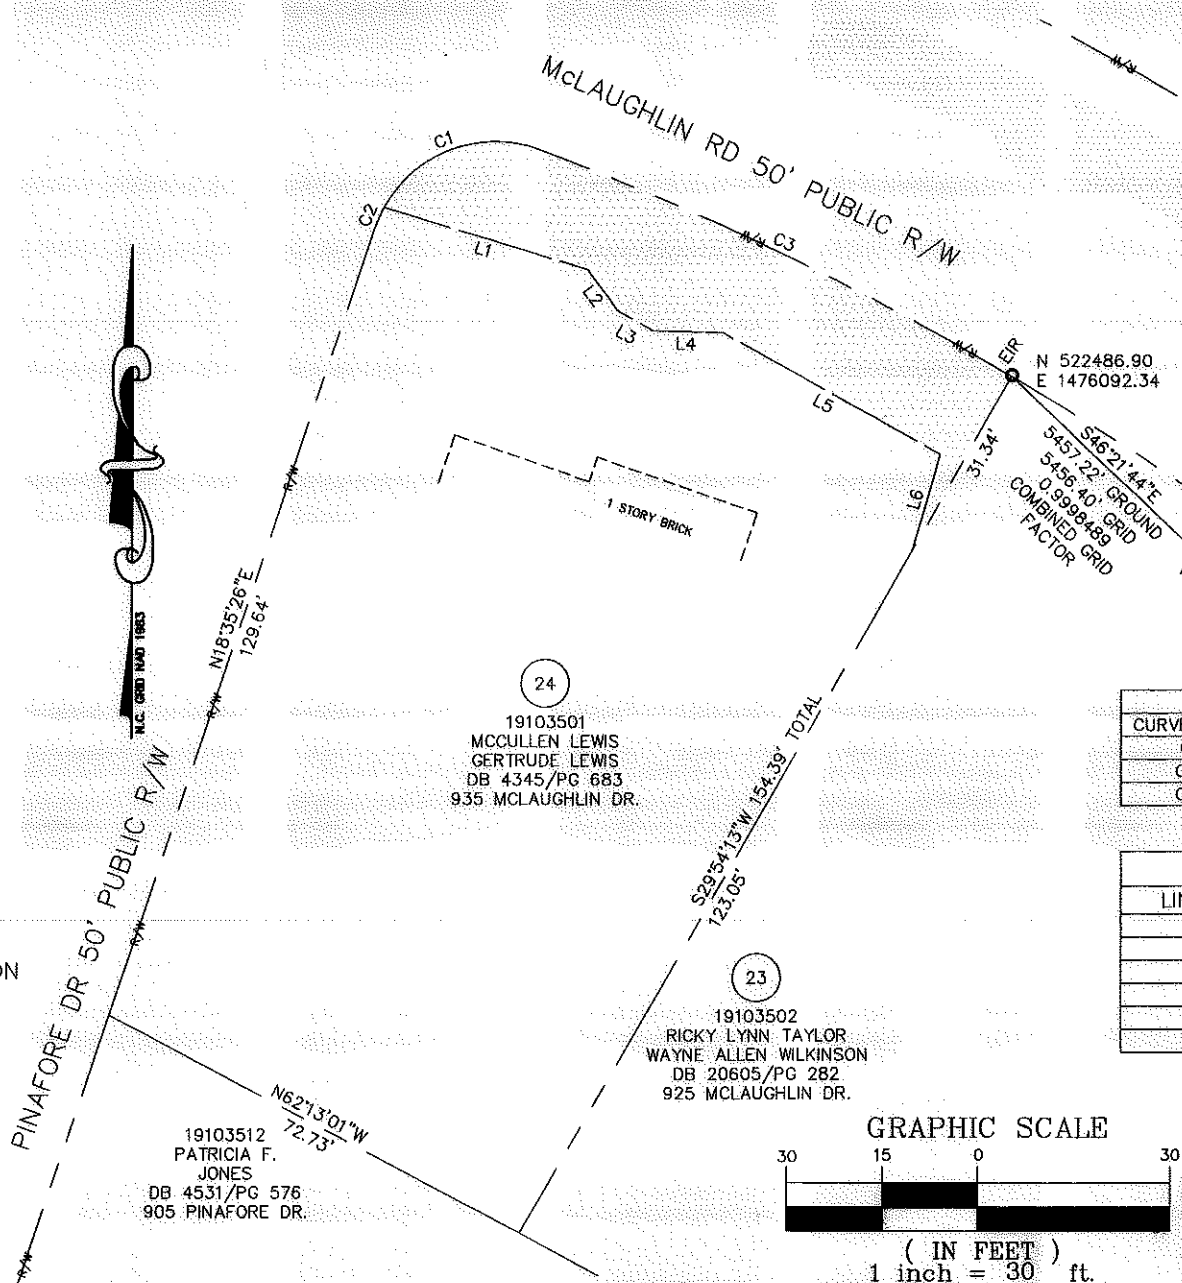 McLAUGHLIN RD 50' PUBLIC R/W
R/W
C1
C2
C3
R/W
L1
L2
L3
L4
L5
L6
R/W
EIR
N 522486.90
E 1476092.34
31.34'
S46°21'44"E
5457.22' GROUND
5456.40' GRID
0.9998489
COMBINED GRID
FACTOR
1 STORY BRICK
R/W
N18°35'26"E
129.64'
R/W
N.C. GRID NAD 1983
24
19103501
MCCULLEN LEWIS
GERTRUDE LEWIS
DB 4345/PG 683
935 MCLAUGHLIN DR.
S29°54'13"W 154.39' TOTAL
123.05'
PINAFORE DR 50' PUBLIC R/W
R/W
ON
23
19103502
RICKY LYNN TAYLOR
WAYNE ALLEN WILKINSON
DB 20605/PG 282
925 MCLAUGHLIN DR.
N62°13'01"W
72.73'
19103512
PATRICIA F.
JONES
DB 4531/PG 576
905 PINAFORE DR.
R/W
GRAPHIC SCALE
30 15 0 30
( IN FEET )
1 inch = 30 ft.